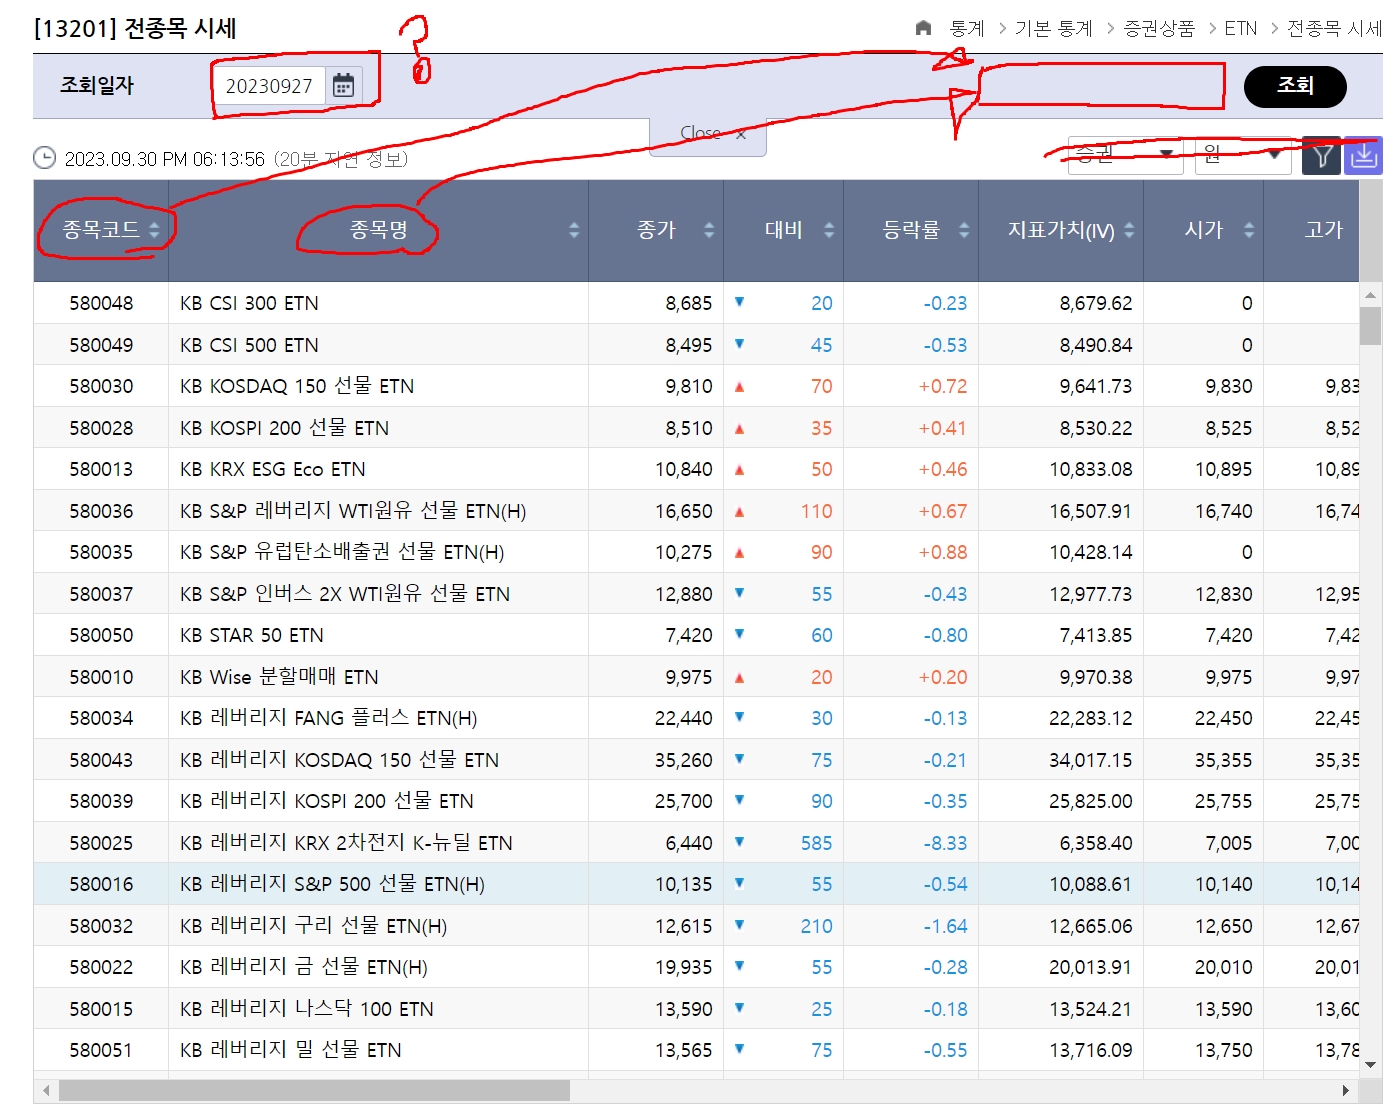 [13201] 전종목 시세
통계 > 기본 통계 > 증권상품 > ETN > 전종목 시세
조회일자 20230927 조회
?
Close x
2023.09.30 PM 06:13:56 (20분 지연 정보) 증권 원
종목코드 종목명 종가 대비 등락률 지표가치(IV) 시가 고가
580048 KB CSI 300 ETN 8,685 ▼ 20 -0.23 8,679.62 0
580049 KB CSI 500 ETN 8,495 ▼ 45 -0.53 8,490.84 0
580030 KB KOSDAQ 150 선물 ETN 9,810 ▲ 70 +0.72 9,641.73 9,830 9,83
580028 KB KOSPI 200 선물 ETN 8,510 ▲ 35 +0.41 8,530.22 8,525 8,52
580013 KB KRX ESG Eco ETN 10,840 ▲ 50 +0.46 10,833.08 10,895 10,89
580036 KB S&P 레버리지 WTI원유 선물 ETN(H) 16,650 ▲ 110 +0.67 16,507.91 16,740 16,74
580035 KB S&P 유럽탄소배출권 선물 ETN(H) 10,275 ▲ 90 +0.88 10,428.14 0
580037 KB S&P 인버스 2X WTI원유 선물 ETN 12,880 ▼ 55 -0.43 12,977.73 12,830 12,95
580050 KB STAR 50 ETN 7,420 ▼ 60 -0.80 7,413.85 7,420 7,42
580010 KB Wise 분할매매 ETN 9,975 ▲ 20 +0.20 9,970.38 9,975 9,97
580034 KB 레버리지 FANG 플러스 ETN(H) 22,440 ▼ 30 -0.13 22,283.12 22,450 22,45
580043 KB 레버리지 KOSDAQ 150 선물 ETN 35,260 ▼ 75 -0.21 34,017.15 35,355 35,35
580039 KB 레버리지 KOSPI 200 선물 ETN 25,700 ▼ 90 -0.35 25,825.00 25,755 25,75
580025 KB 레버리지 KRX 2차전지 K-뉴딜 ETN 6,440 ▼ 585 -8.33 6,358.40 7,005 7,00
580016 KB 레버리지 S&P 500 선물 ETN(H) 10,135 ▼ 55 -0.54 10,088.61 10,140 10,14
580032 KB 레버리지 구리 선물 ETN(H) 12,615 ▼ 210 -1.64 12,665.06 12,650 12,67
580022 KB 레버리지 금 선물 ETN(H) 19,935 ▼ 55 -0.28 20,013.91 20,010 20,01
580015 KB 레버리지 나스닥 100 ETN 13,590 ▼ 25 -0.18 13,524.21 13,590 13,60
580051 KB 레버리지 밀 선물 ETN 13,565 ▼ 75 -0.55 13,716.09 13,750 13,78